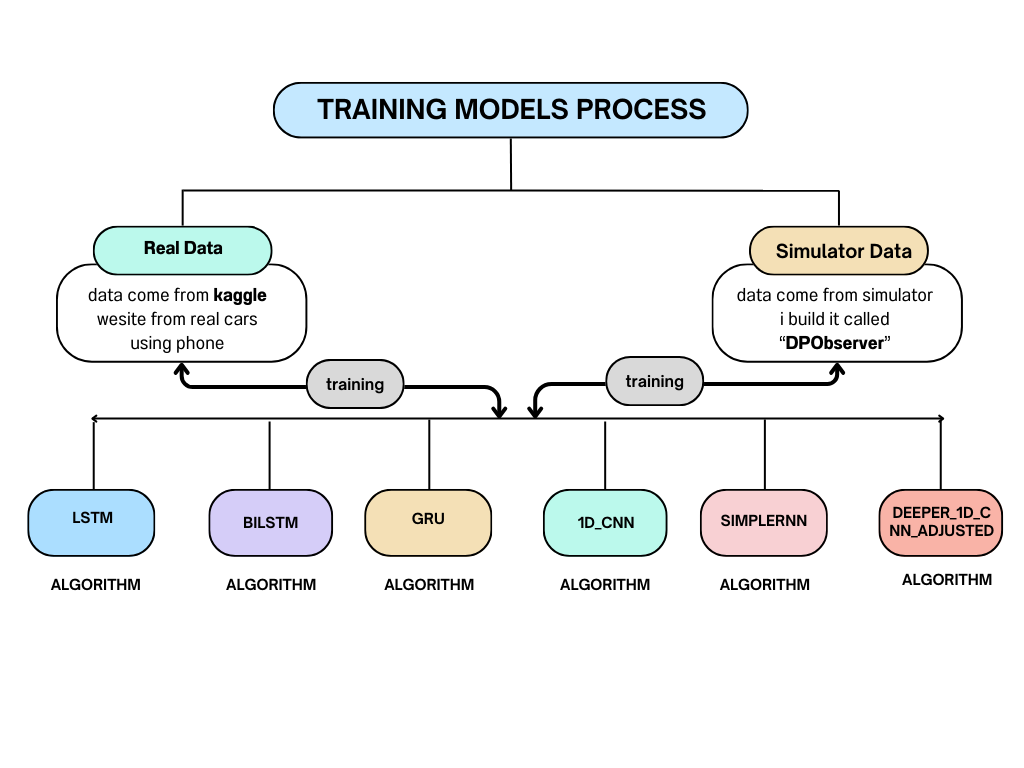 TRAINING MODELS PROCESS
Real Data
data come from kaggle
wesite from real cars
using phone
Simulator Data
data come from simulator
i build it called
“DPObserver”
training
training
LSTM
BILSTM
GRU
1D_CNN
SIMPLERNN
DEEPER_1D_C
NN_ADJUSTED
ALGORITHM
ALGORITHM
ALGORITHM
ALGORITHM
ALGORITHM
ALGORITHM